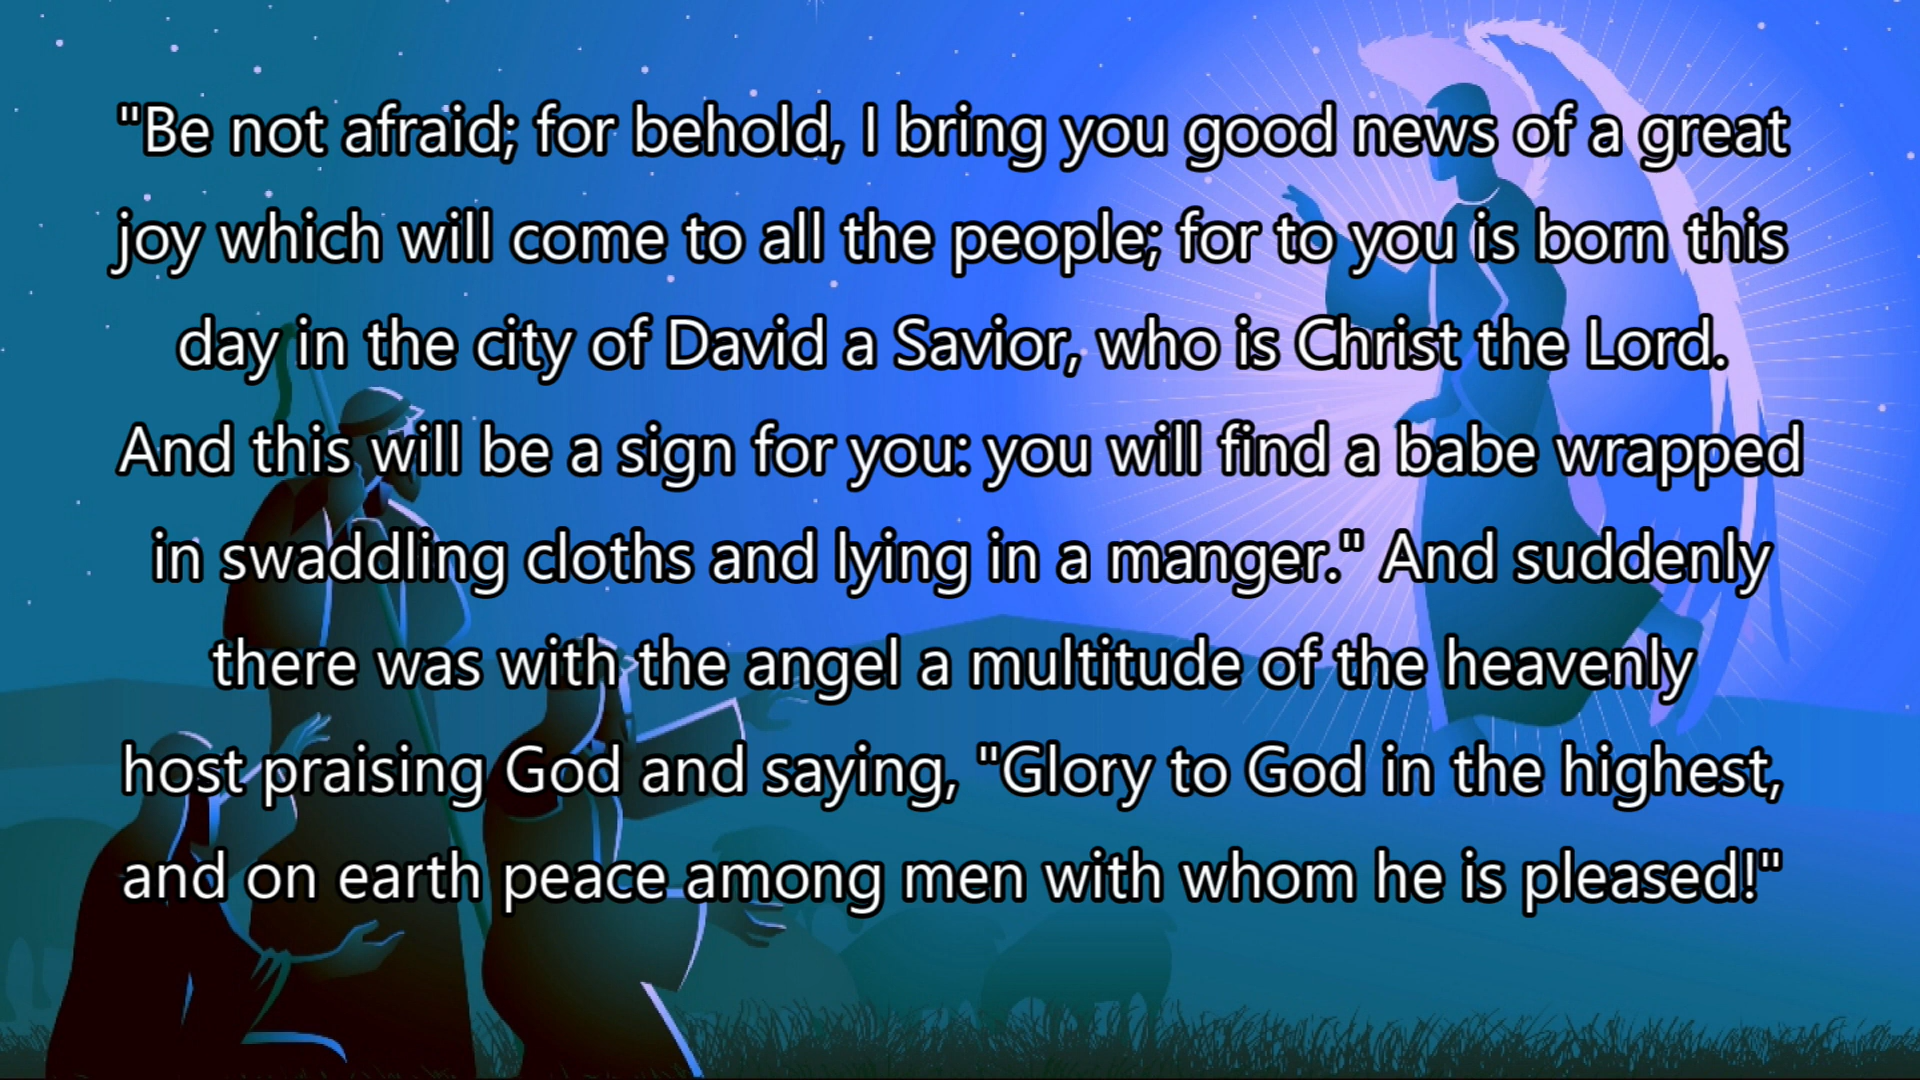 "Be not afraid; for behold, I bring you good news of a great
joy which will come to all the people; for to you is born this
day in the city of David a Savior, who is Christ the Lord.
And this will be a sign for you: you will find a babe wrapped
in swaddling cloths and lying in a manger." And suddenly
there was with the angel a multitude of the heavenly
host praising God and saying, "Glory to God in the highest,
and on earth peace among men with whom he is pleased!"